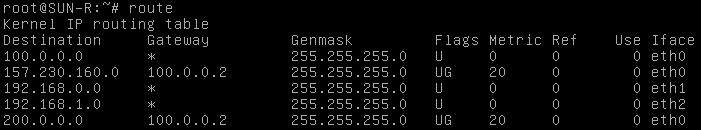 root@SUN-R:~# route
Kernel IP routing table
Destination     Gateway         Genmask         Flags Metric Ref    Use Iface
100.0.0.0       *               255.255.255.0   U     0      0        0 eth0
157.230.160.0   100.0.0.2       255.255.255.0   UG    20     0        0 eth0
192.168.0.0     *               255.255.255.0   U     0      0        0 eth1
192.168.1.0     *               255.255.255.0   U     0      0        0 eth2
200.0.0.0       100.0.0.2       255.255.255.0   UG    20     0        0 eth0